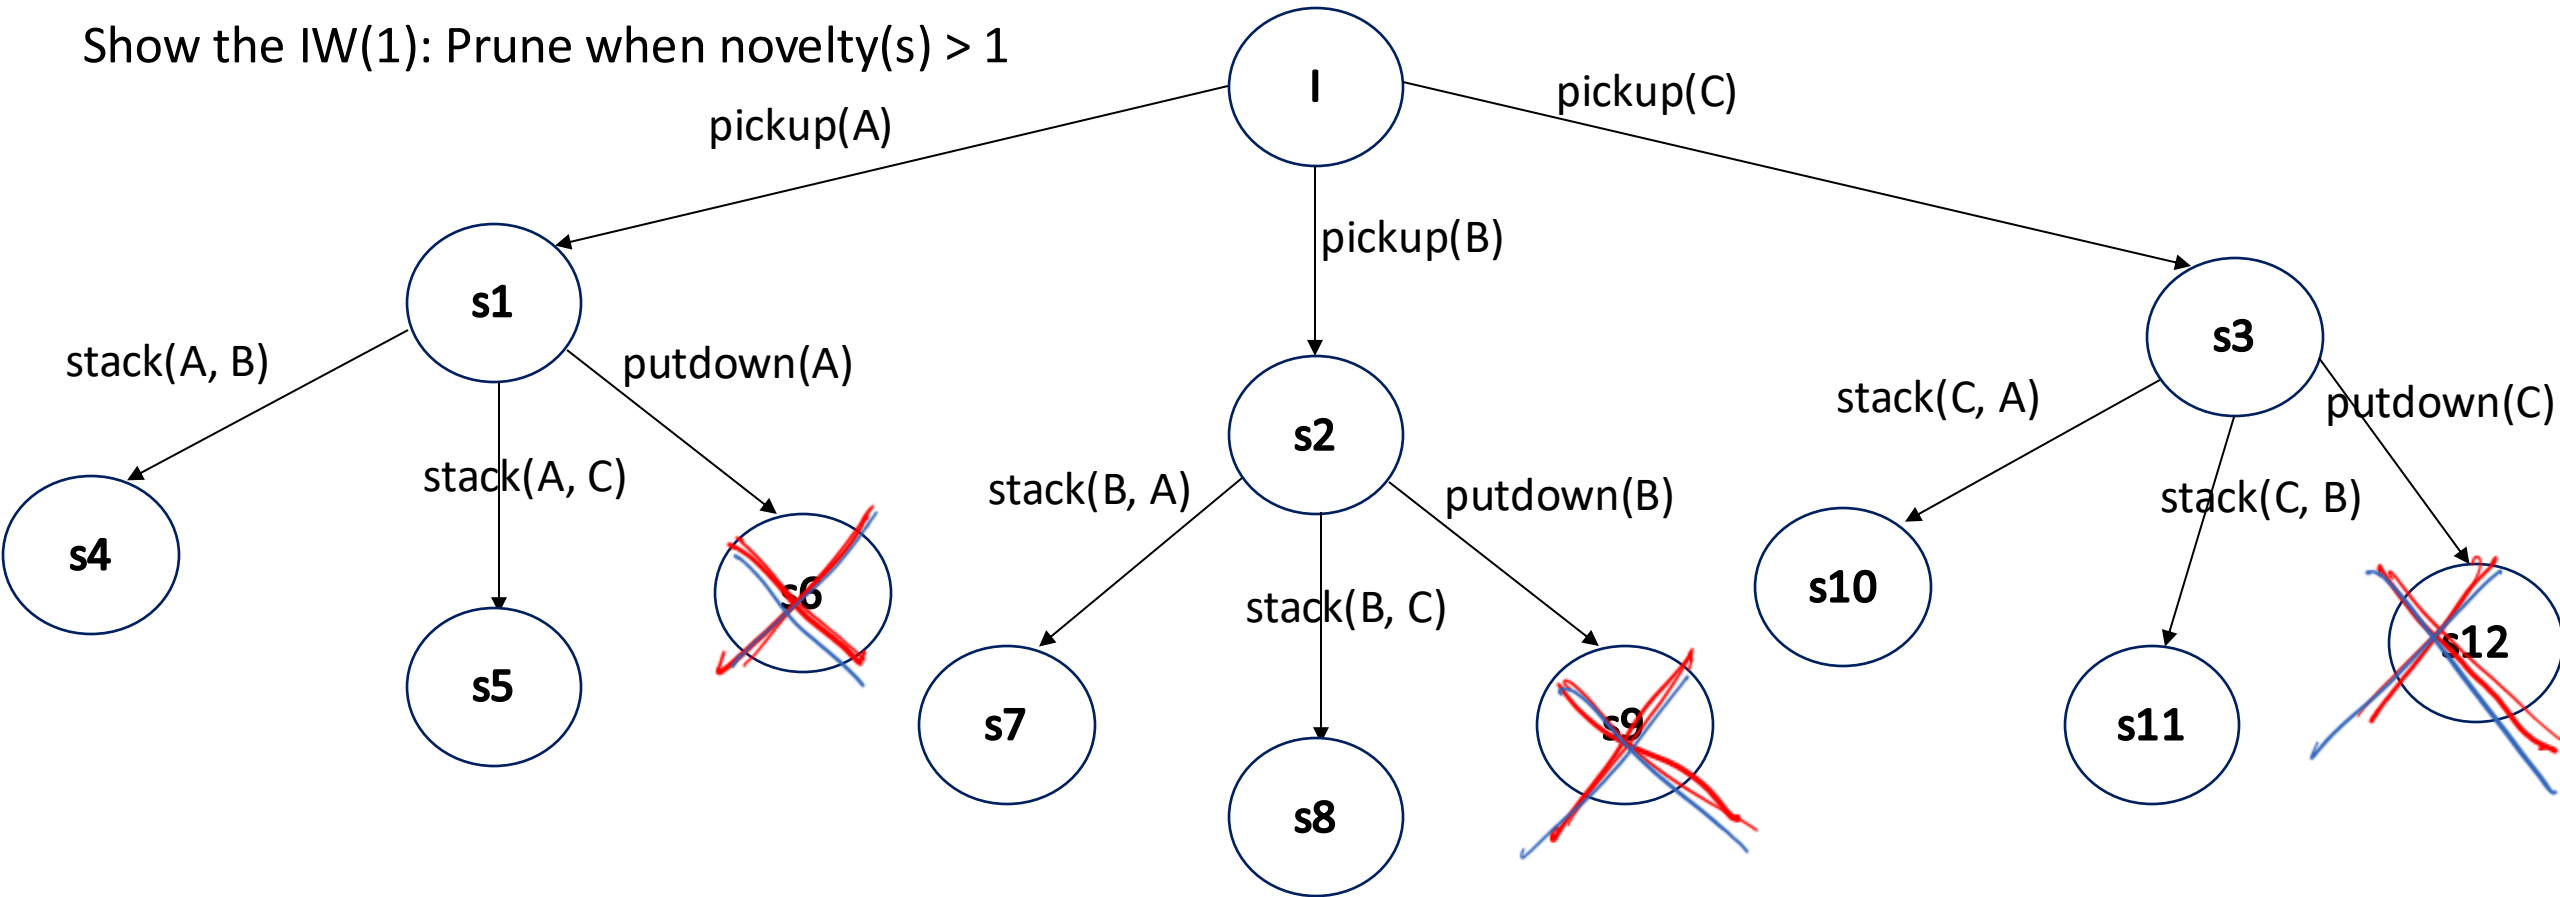 Show the IW(1): Prune when novelty(s) > 1
I
pickup(A)
pickup(C)
pickup(B)
s1
s2
s3
stack(A, B)
stack(A, C)
putdown(A)
s4
s5
s6
stack(B, A)
stack(B, C)
putdown(B)
s7
s8
s9
stack(C, A)
stack(C, B)
putdown(C)
s10
s11
s12